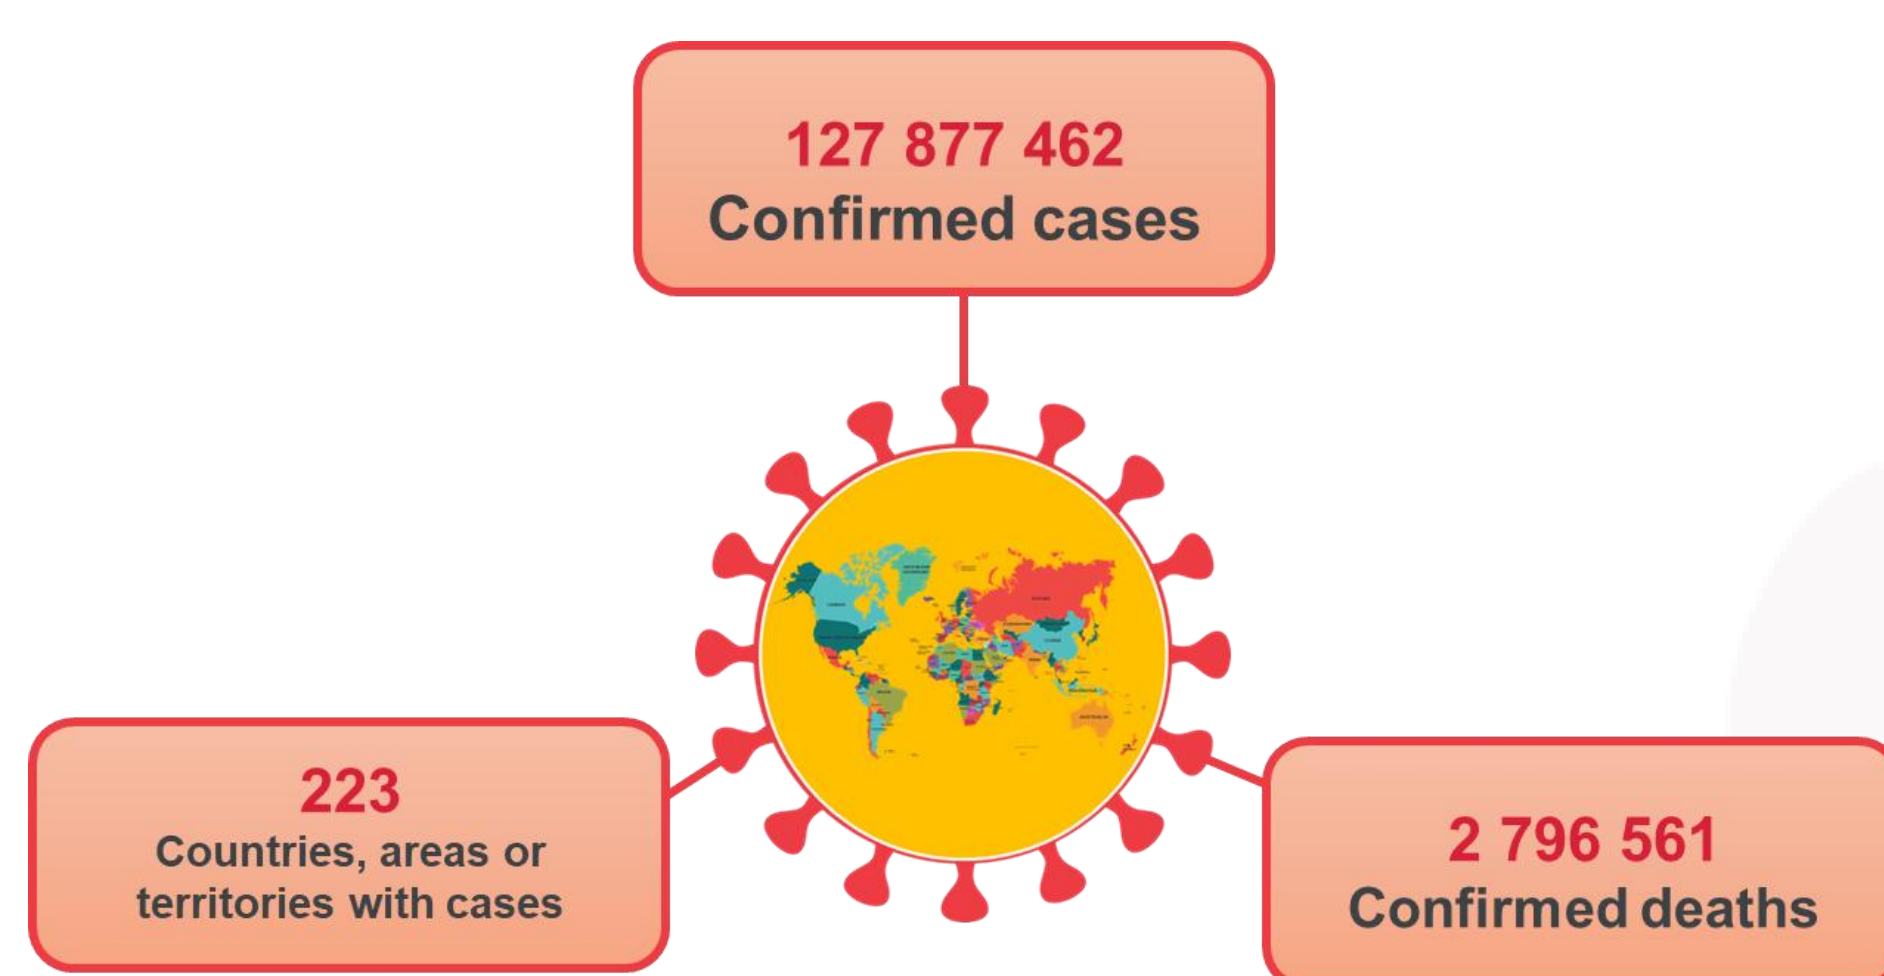 127 877 462
Confirmed cases
223
Countries, areas or
territories with cases
2 796 561
Confirmed deaths